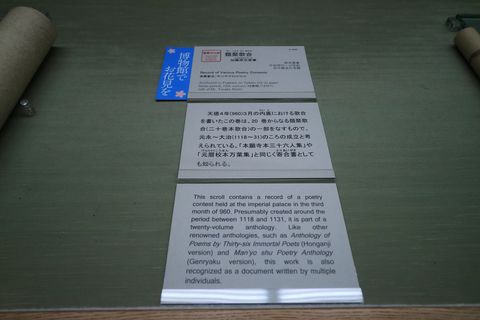 博物館で
お花見を
類聚歌合
Record of Various Poetry Contests
天徳4年(960)3月の内裏における歌合
を書いたこの巻は、20 巻からなる類聚歌
合(二十巻本歌合)の一部をなすもので、
元永~大治(1118~31)のころの成立と考
えられている。「本願寺本三十六人集」や
「元暦校本万葉集」と同じく寄合書として
も知られる。
This scroll contains a record of a poetry
contest held at the imperial palace in the third
month of 960. Presumably created around the
period between 1118 and 1131, it is part of a
twenty-volume anthology. Like other
renowned anthologies, such as Anthology of
Poems by Thirty-six Immortal Poets (Honganji
version) and Man'yo shu Poetry Anthology
(Genryaku version), this work is also
recognized as a document written by multiple
individuals.